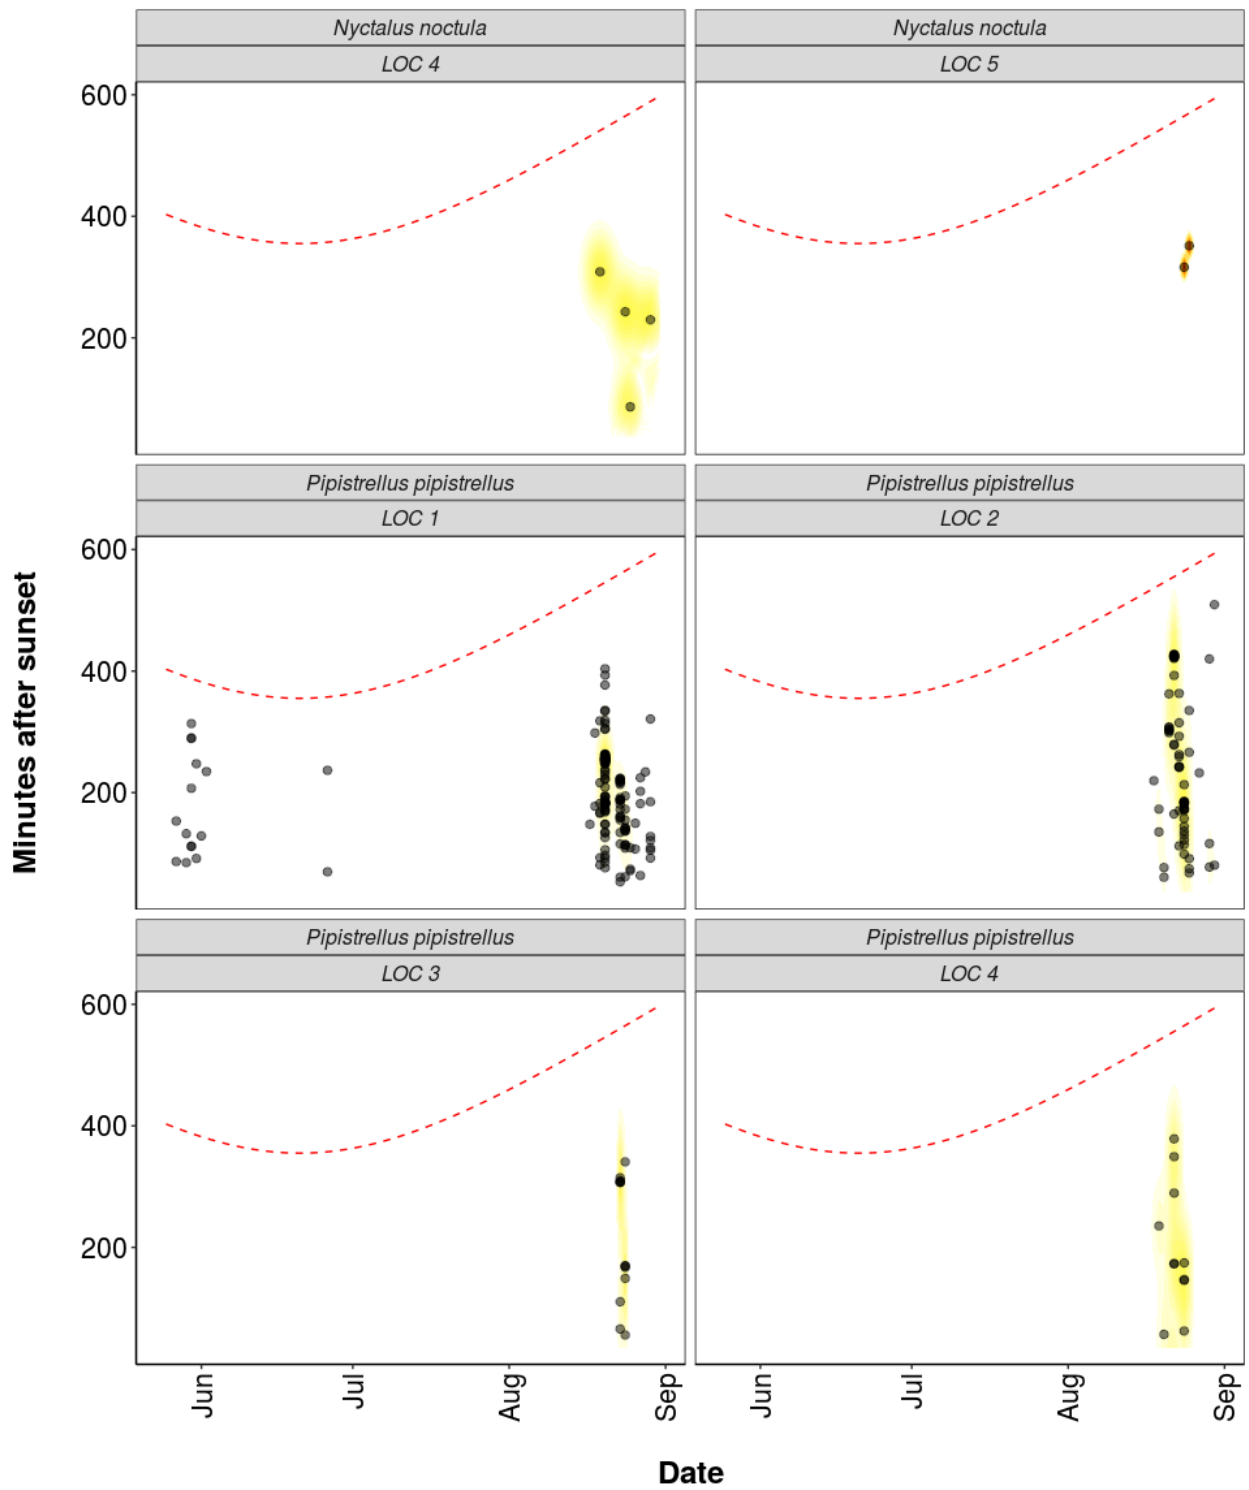 Nyctalus noctula
Nyctalus noctula
LOC 4
LOC 5
600
400
200
Pipistrellus pipistrellus
Pipistrellus pipistrellus
LOC 1
LOC 2
600
400
200
Minutes after sunset
Pipistrellus pipistrellus
Pipistrellus pipistrellus
LOC 3
LOC 4
600
400
200
Jun
Jul
Aug
Sep
Jun
Jul
Aug
Sep
Date